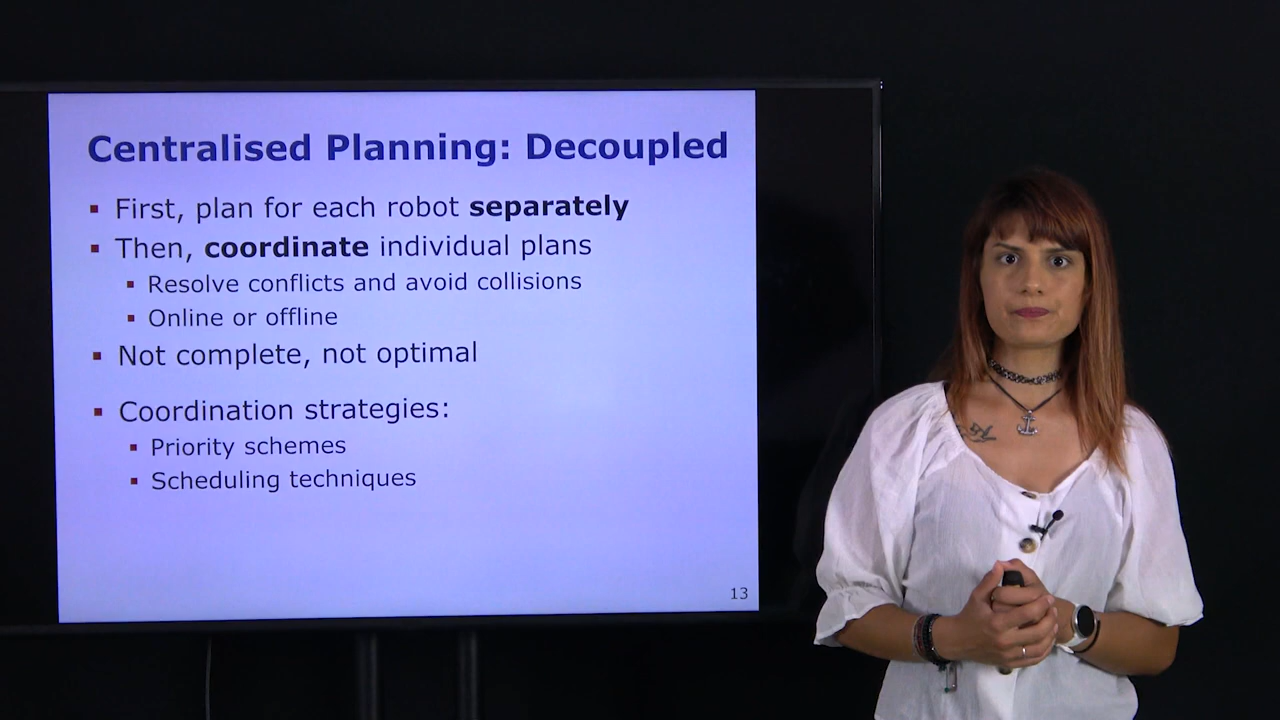 Centralised Planning: Decoupled
▪ First, plan for each robot separately
▪ Then, coordinate individual plans
▪ Resolve conflicts and avoid collisions
▪ Online or offline
▪ Not complete, not optimal
▪ Coordination strategies:
▪ Priority schemes
▪ Scheduling techniques
13